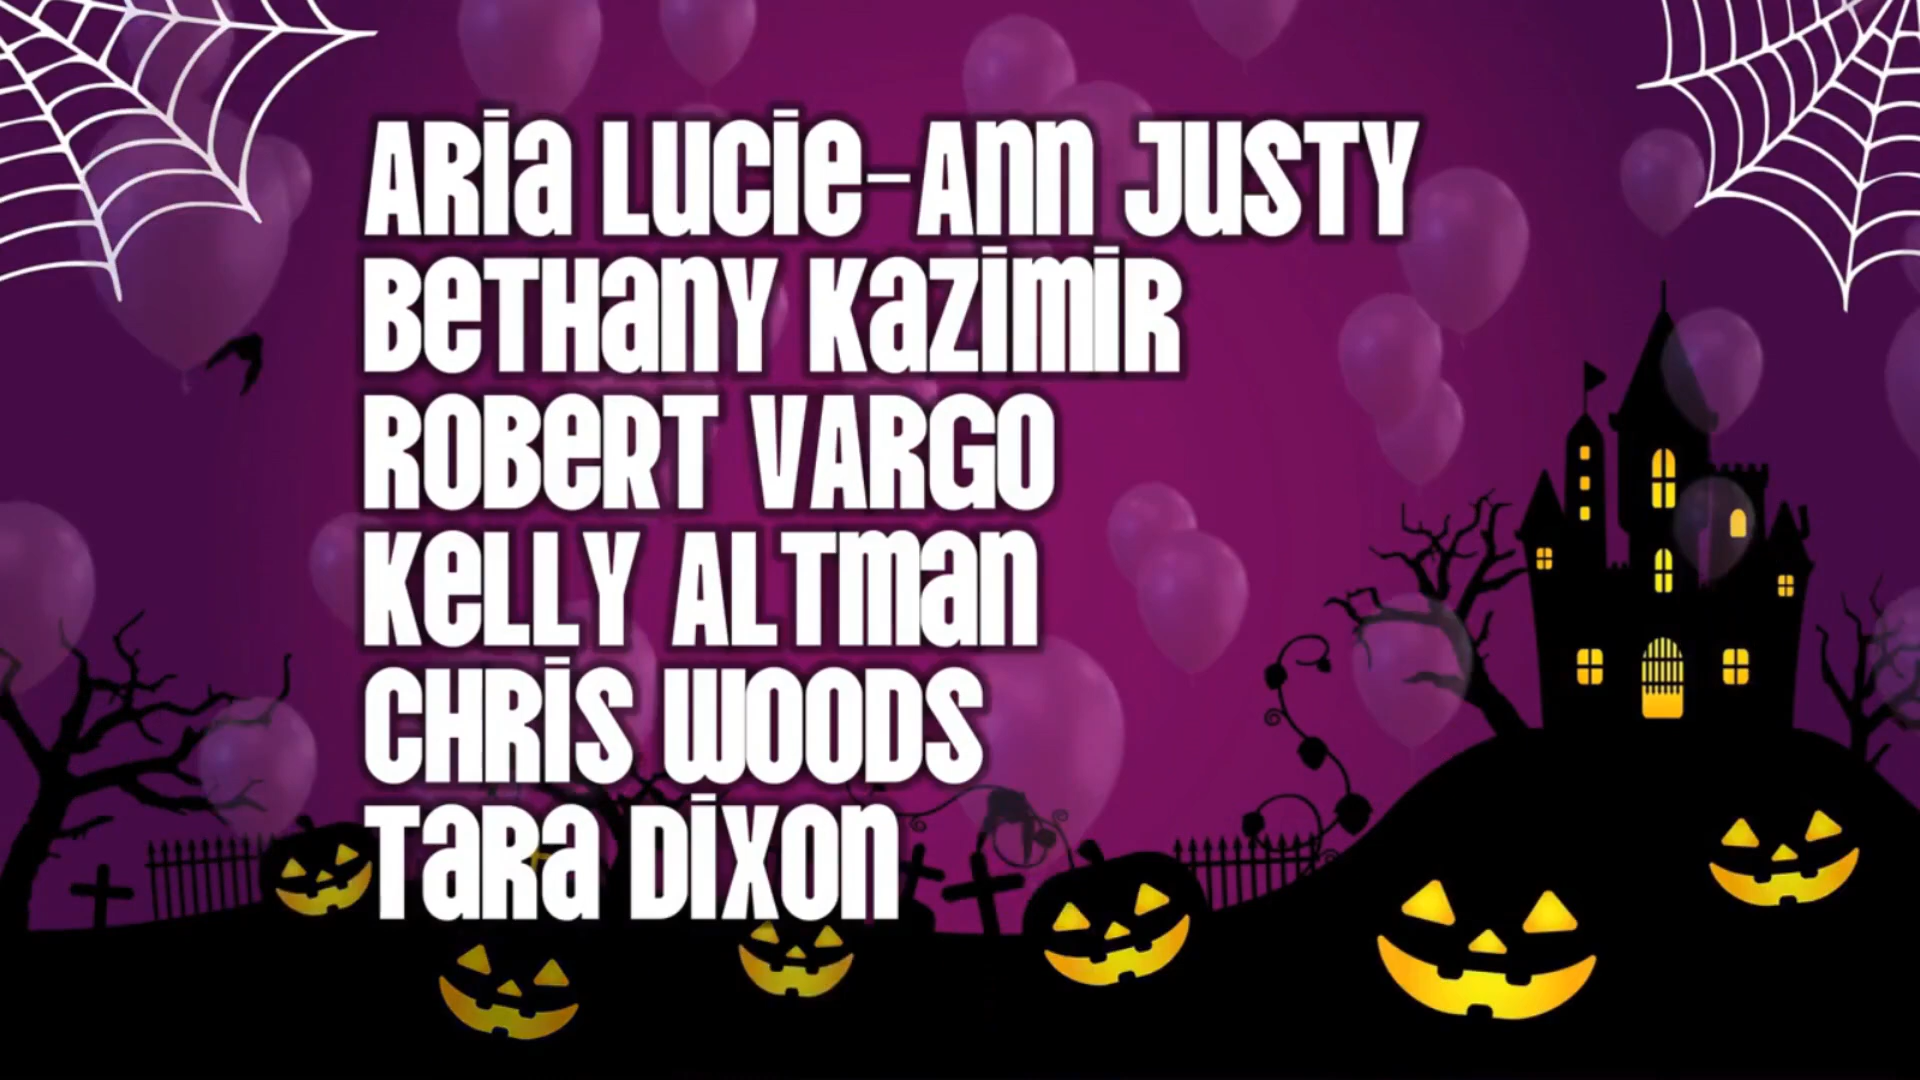 Aria Lucie-Ann Justy
Bethany Kazimir
Robert Vargo
Kelly Altman
Chris Woods
Tara Dixon